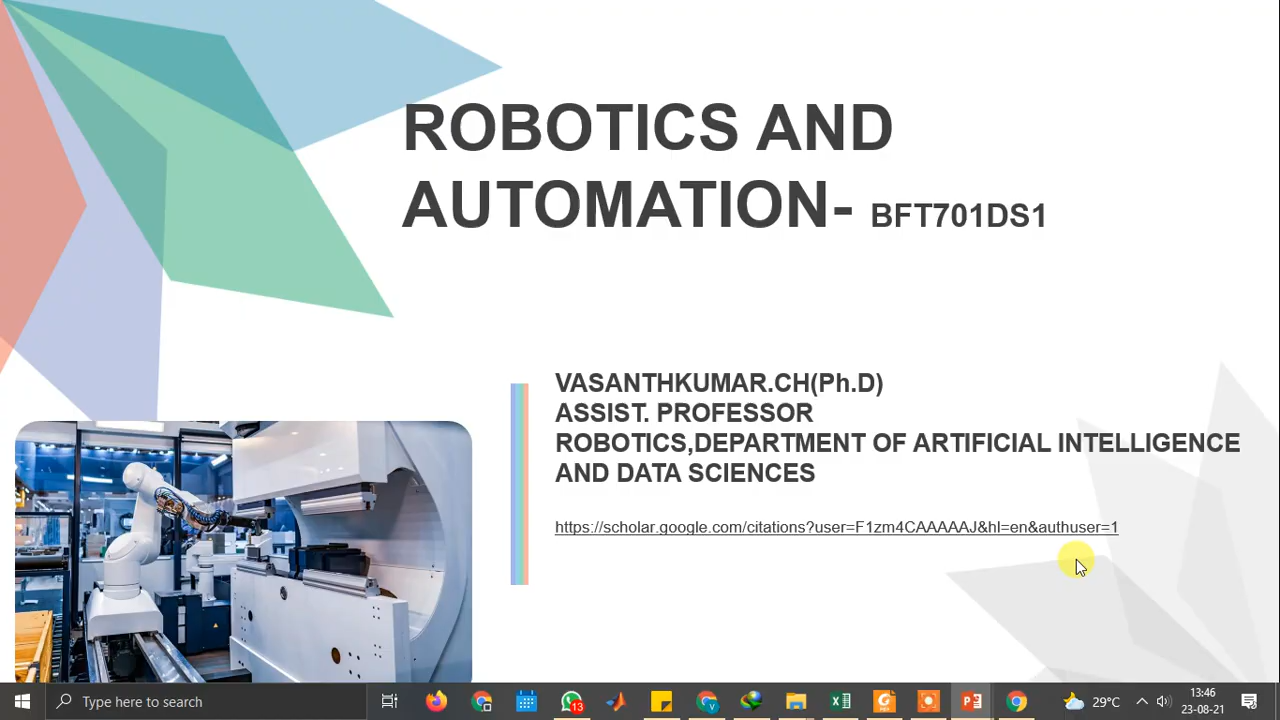 ROBOTICS AND
AUTOMATION- BFT701DS1
VASANTHKUMAR.CH(Ph.D)
ASSIST. PROFESSOR
ROBOTICS,DEPARTMENT OF ARTIFICIAL INTELLIGENCE
AND DATA SCIENCES
https://scholar.google.com/citations?user=F1zm4CAAAAAJ&hl=en&authuser=1
Type here to search
13
29°C
13:46
23-08-21